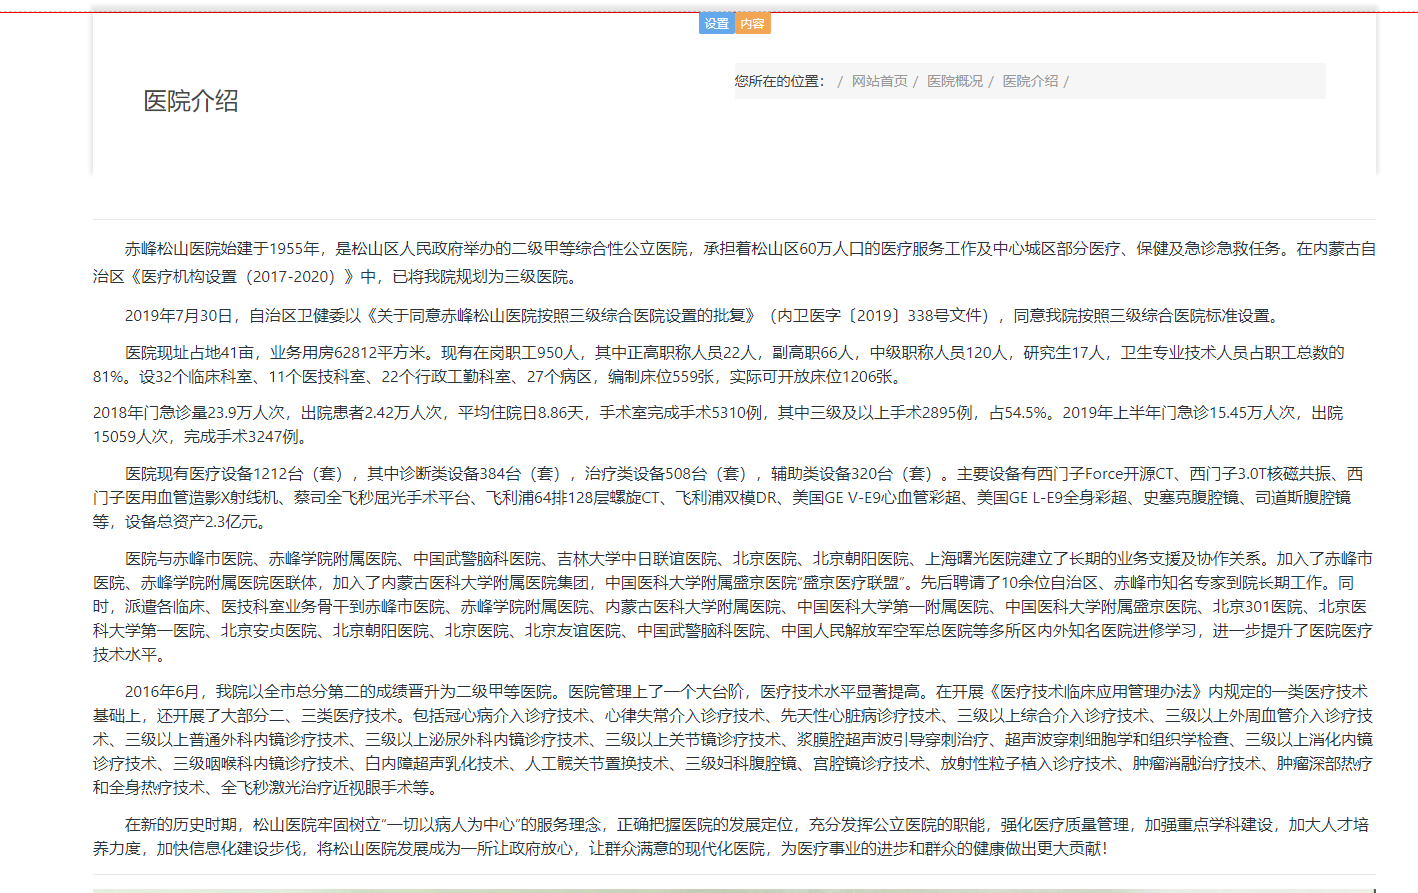 设置 内容
您所在的位置： / 网站首页 / 医院概况 / 医院介绍 /
医院介绍
赤峰松山医院始建于1955年，是松山区人民政府举办的二级甲等综合性公立医院，承担着松山区60万人口的医疗服务工作及中心城区部分医疗、保健及急诊急救任务。在内蒙古自
治区《医疗机构设置（2017-2020）》中，已将我院规划为三级医院。
2019年7月30日，自治区卫健委以《关于同意赤峰松山医院按照三级综合医院设置的批复》（内卫医字〔2019〕338号文件），同意我院按照三级综合医院标准设置。
医院现址占地41亩，业务用房62812平方米。现有在岗职工950人，其中正高职称人员22人，副高职66人，中级职称人员120人，研究生17人，卫生专业技术人员占职工总数的
81%。设32个临床科室、11个医技科室、22个行政工勤科室、27个病区，编制床位559张，实际可开放床位1206张。
2018年门急诊量23.9万人次，出院患者2.42万人次，平均住院日8.86天，手术室完成手术5310例，其中三级及以上手术2895例，占54.5%。2019年上半年门急诊15.45万人次，出院
15059人次，完成手术3247例。
医院现有医疗设备1212台（套），其中诊断类设备384台（套），治疗类设备508台（套），辅助类设备320台（套）。主要设备有西门子Force开源CT、西门子3.0T核磁共振、西
门子医用血管造影X射线机、蔡司全飞秒屈光手术平台、飞利浦64排128层螺旋CT、飞利浦双模DR、美国GE V-E9心血管彩超、美国GE L-E9全身彩超、史塞克腹腔镜、司道斯腹腔镜
等，设备总资产2.3亿元。
医院与赤峰市医院、赤峰学院附属医院、中国武警脑科医院、吉林大学中日联谊医院、北京医院、北京朝阳医院、上海曙光医院建立了长期的业务支援及协作关系。加入了赤峰市
医院、赤峰学院附属医院医联体，加入了内蒙古医科大学附属医院集团，中国医科大学附属盛京医院“盛京医疗联盟”。先后聘请了10余位自治区、赤峰市知名专家到院长期工作。同
时，派遣各临床、医技科室业务骨干到赤峰市医院、赤峰学院附属医院、内蒙古医科大学附属医院、中国医科大学第一附属医院、中国医科大学附属盛京医院、北京301医院、北京医
科大学第一医院、北京安贞医院、北京朝阳医院、北京医院、北京友谊医院、中国武警脑科医院、中国人民解放军空军总医院等多所区内外知名医院进修学习，进一步提升了医院医疗
技术水平。
2016年6月，我院以全市总分第二的成绩晋升为二级甲等医院。医院管理上了一个大台阶，医疗技术水平显著提高。在开展《医疗技术临床应用管理办法》内规定的一类医疗技术
基础上，还开展了大部分二、三类医疗技术。包括冠心病介入诊疗技术、心律失常介入诊疗技术、先天性心脏病诊疗技术、三级以上综合介入诊疗技术、三级以上外周血管介入诊疗技
术、三级以上普通外科内镜诊疗技术、三级以上泌尿外科内镜诊疗技术、三级以上关节镜诊疗技术、浆膜腔超声波引导穿刺治疗、超声波穿刺细胞学和组织学检查、三级以上消化内镜
诊疗技术、三级咽喉科内镜诊疗技术、白内障超声乳化技术、人工髋关节置换技术、三级妇科腹腔镜、宫腔镜诊疗技术、放射性粒子植入诊疗技术、肿瘤消融治疗技术、肿瘤深部热疗
和全身热疗技术、全飞秒激光治疗近视眼手术等。
在新的历史时期，松山医院牢固树立“一切以病人为中心”的服务理念，正确把握医院的发展定位，充分发挥公立医院的职能，强化医疗质量管理，加强重点学科建设，加大人才培
养力度，加快信息化建设步伐，将松山医院发展成为一所让政府放心，让群众满意的现代化医院，为医疗事业的进步和群众的健康做出更大贡献！